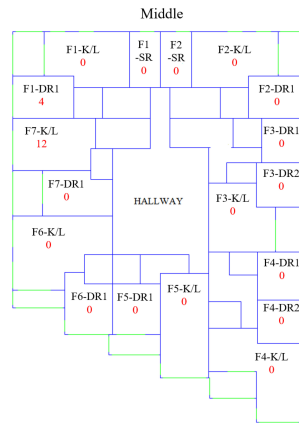 Middle
F1-K/L
0
F1
-SR
0
F2
-SR
0
F2-K/L
0
F1-DR1
4
F2-DR1
0
F7-K/L
12
F3-DR1
0
F3-DR2
0
F7-DR1
0
HALLWAY
F3-K/L
0
F6-K/L
0
F4-DR1
0
F6-DR1
0
F5-DR1
0
F5-K/L
0
F4-DR2
0
F4-K/L
0